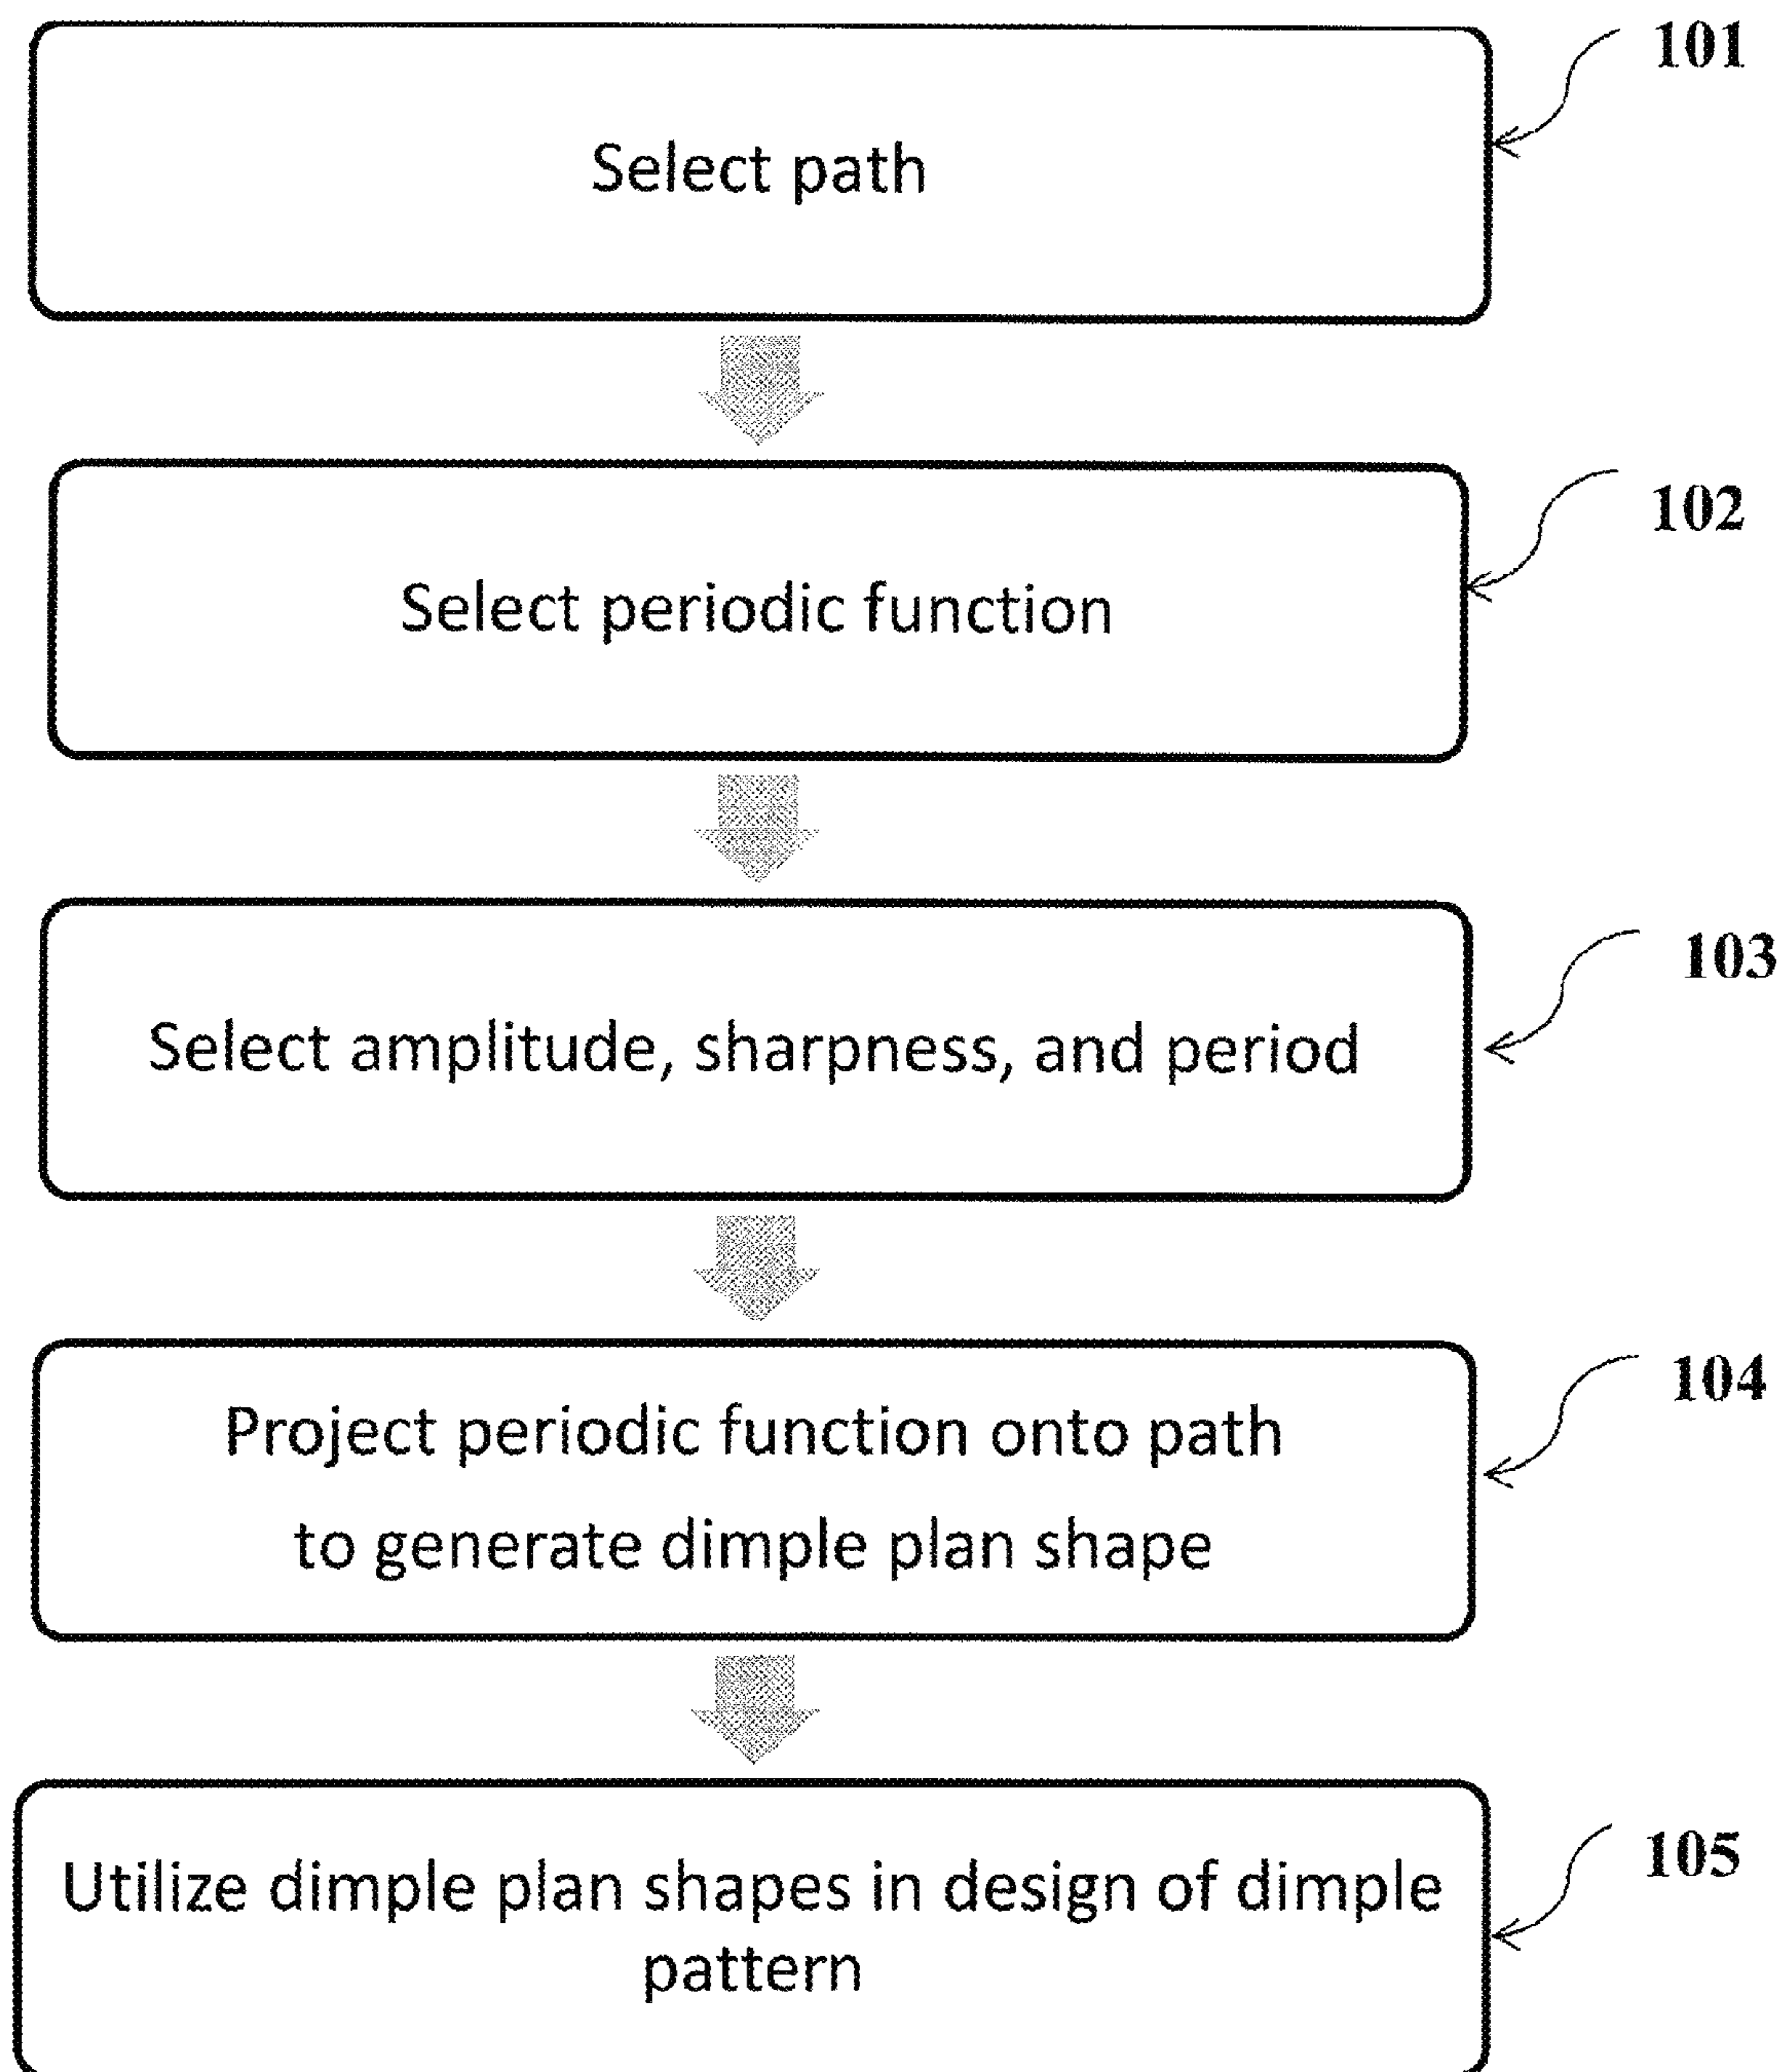 101
Select path
102
Select periodic function
103
Select amplitude, sharpness, and period
104
Project periodic function onto path
to generate dimple plan shape
105
Utilize dimple plan shapes in design of dimple
pattern